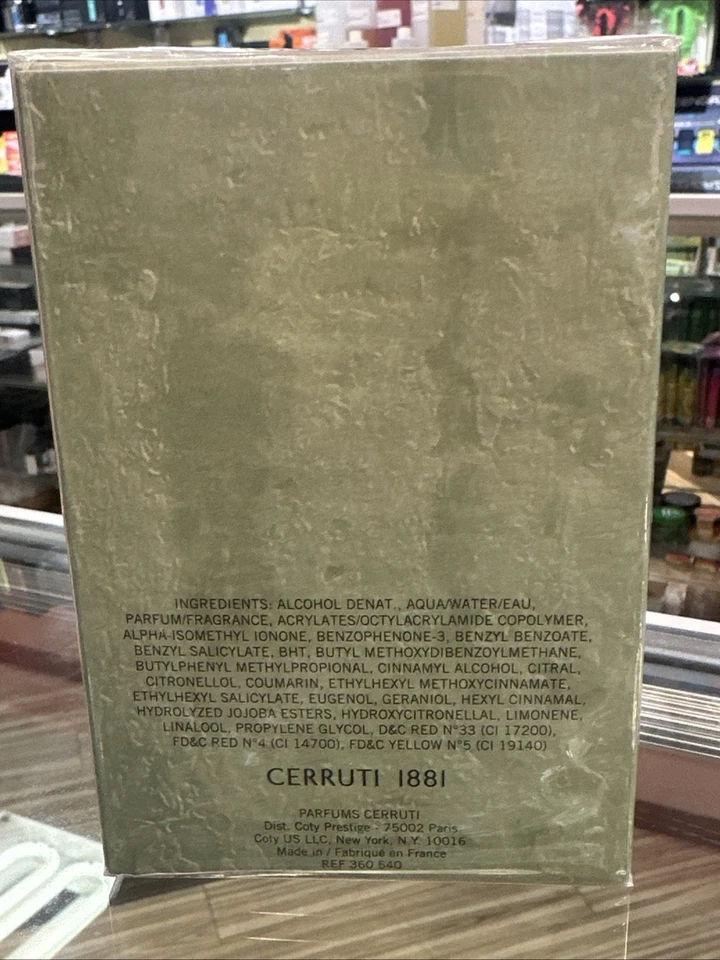 INGREDIENTS: ALCOHOL DENAT., AQUA/WATER/EAU,
PARFUM/FRAGRANCE, ACRYLATES/OCTYLACRYLAMIDE COPOLYMER,
ALPHA-ISOMETHYL IONONE, BENZOPHENONE-3, BENZYL BENZOATE,
BENZYL SALICYLATE, BHT, BUTYL METHOXYDIBENZOYLMETHANE,
BUTYLPHENYL METHYLPROPIONAL, CINNAMYL ALCOHOL, CITRAL,
CITRONELLOL, COUMARIN, ETHYLHEXYL METHOXYCINNAMATE,
ETHYLHEXYL SALICYLATE, EUGENOL, GERANIOL, HEXYL CINNAMAL,
HYDROLYZED JOJOBA ESTERS, HYDROXYCITRONELLAL, LIMONENE,
LINALOOL, PROPYLENE GLYCOL, D&C RED N°33 (CI 17200),
FD&C RED N°4 (CI 14700), FD&C YELLOW N°5 (CI 19140)
CERRUTI 1881
PARFUMS CERRUTI
Dist. Coty Prestige - 75002 Paris
Coty US LLC, New York, N.Y. 10016
Made in / Fabriqué en France
REF 360 540